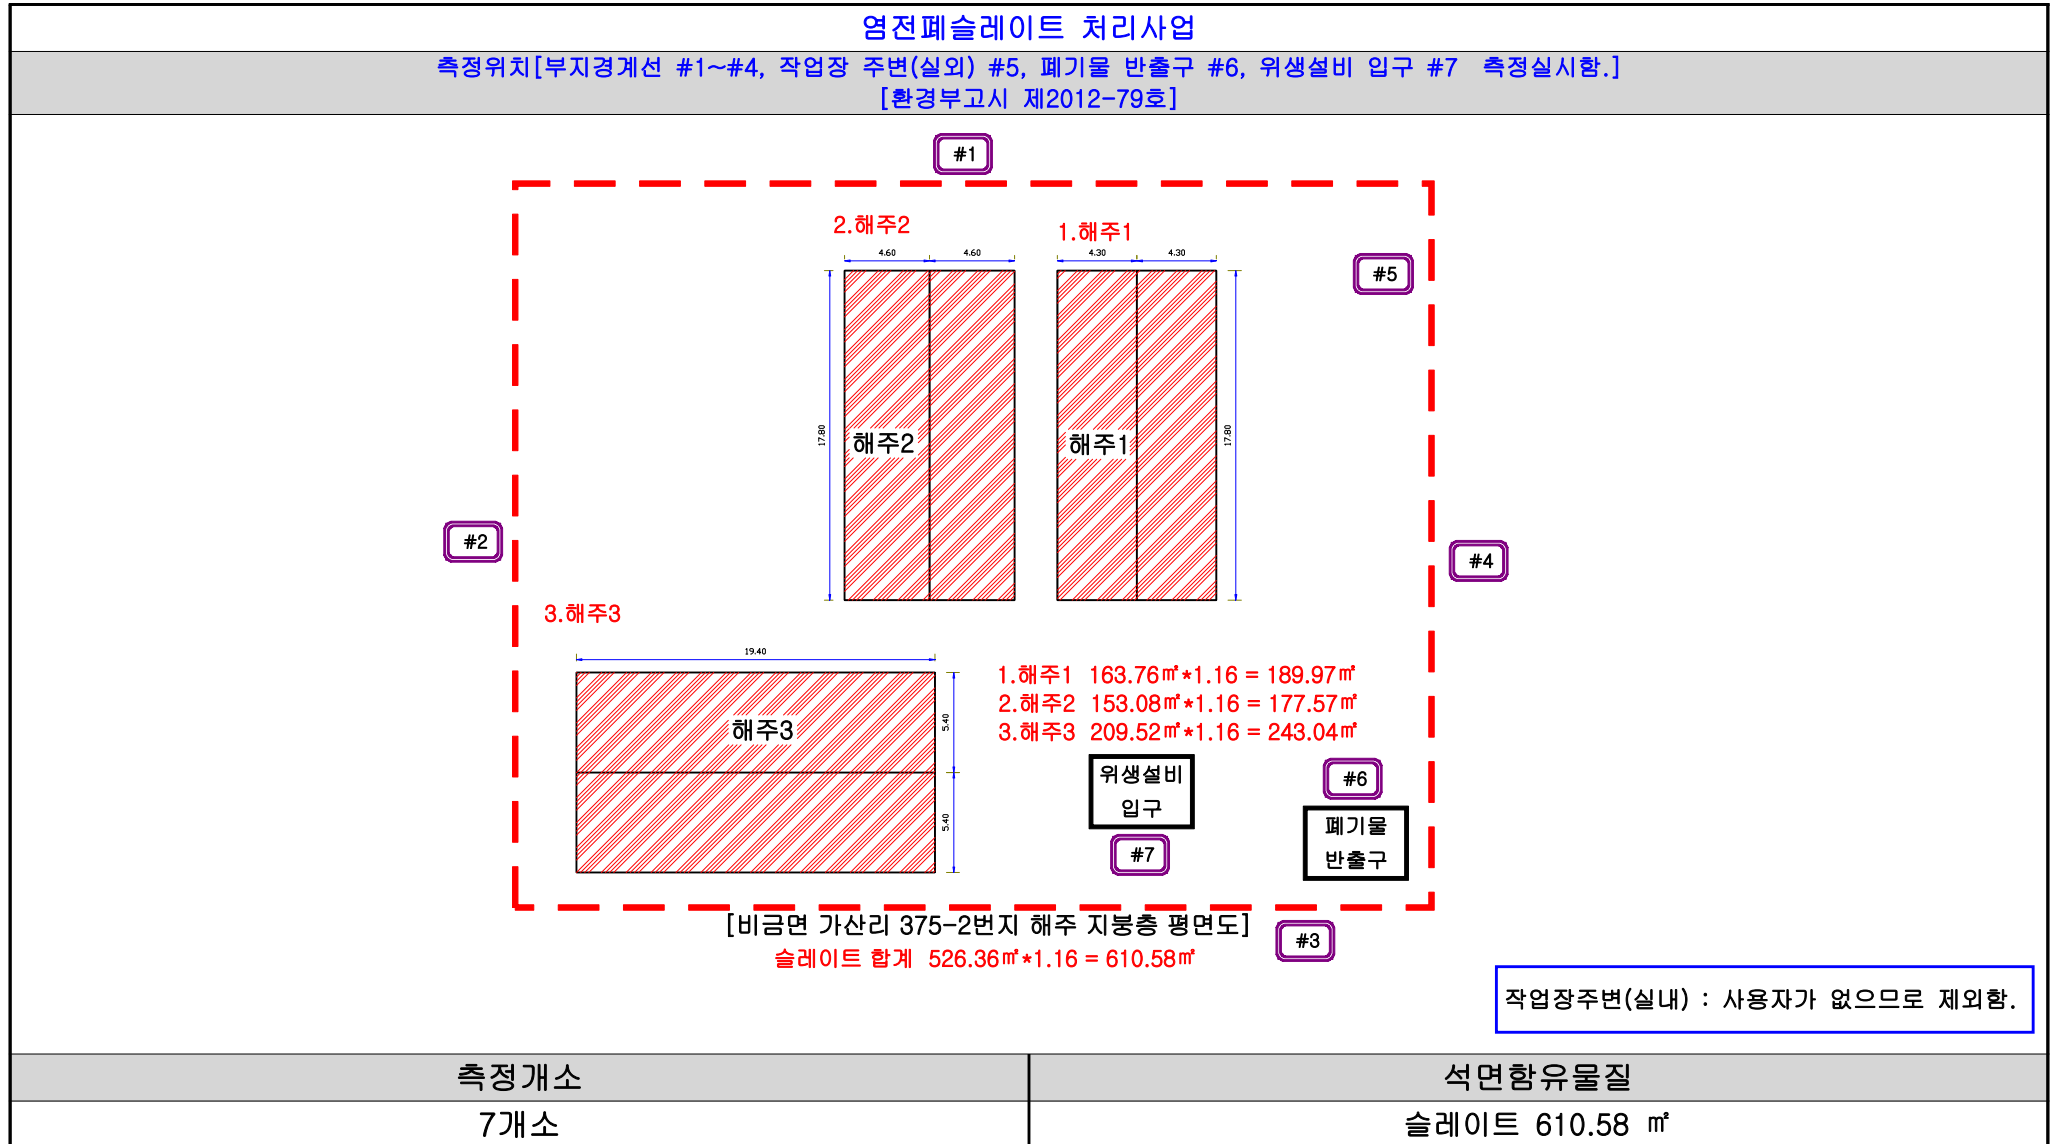 염전폐슬레이트 처리사업
측정위치[부지경계선 #1~#4, 작업장 주변(실외) #5, 폐기물 반출구 #6, 위생설비 입구 #7 측정실시함.]
[환경부고시 제2012-79호]
#1
2.해주2
1.해주1
4.60
4.60
4.30
4.30
#5
17.80
해주2
해주1
17.80
#2
#4
3.해주3
19.40
1.해주1 163.76㎡*1.16 = 189.97㎡
2.해주2 153.08㎡*1.16 = 177.57㎡
3.해주3 209.52㎡*1.16 = 243.04㎡
해주3
5.40
5.40
위생설비
입구
#7
#6
폐기물
반출구
[비금면 가산리 375-2번지 해주 지붕층 평면도]
#3
슬레이트 합계 526.36㎡*1.16 = 610.58㎡
작업장주변(실내) : 사용자가 없으므로 제외함.
측정개소
석면함유물질
7개소
슬레이트 610.58 ㎡